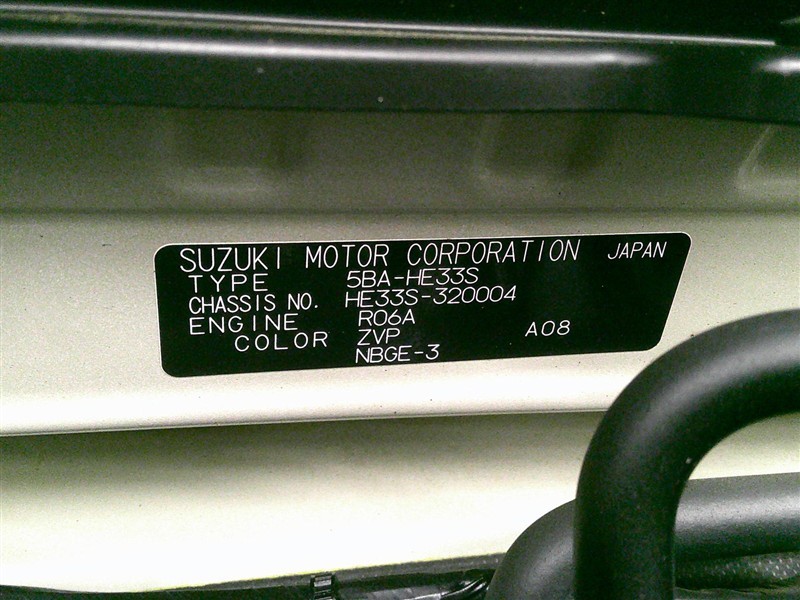 SUZUKI MOTOR CORPORATION JAPAN
TYPE 5BA-HE33S
CHASSIS NO. HE33S-320004
ENGINE R06A
COLOR ZVP A08
NBGE-3